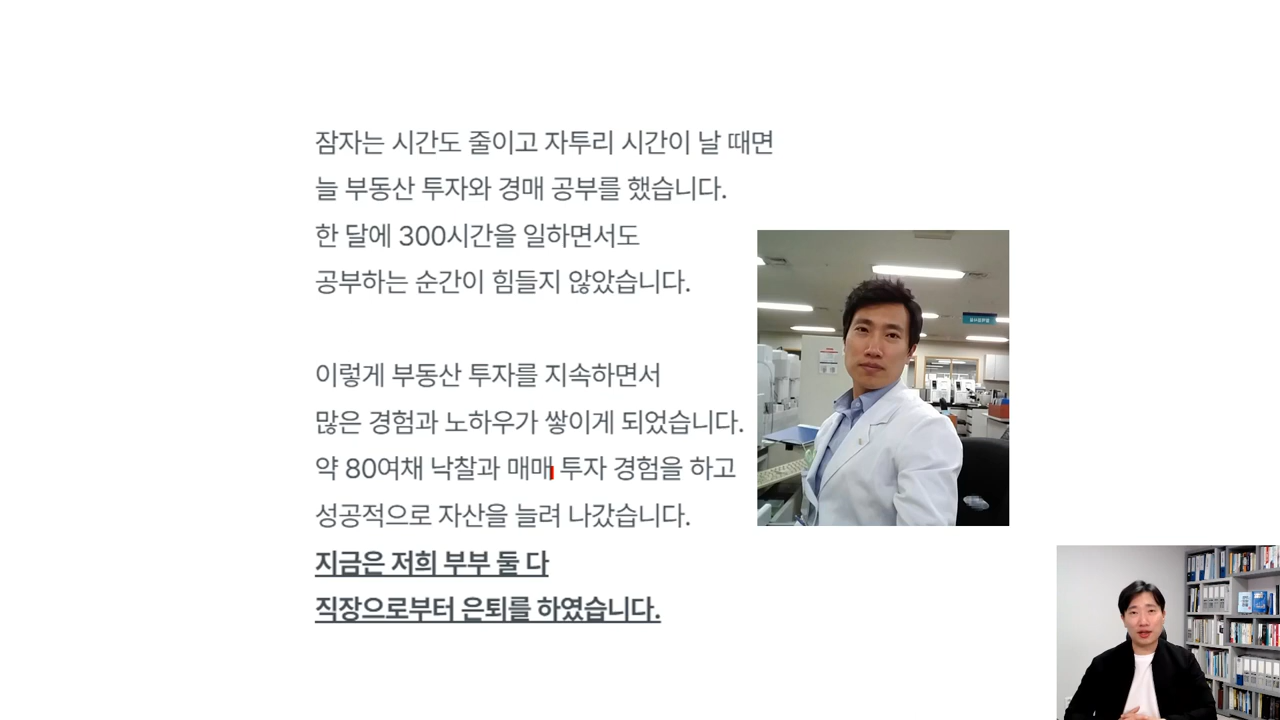 잠자는 시간도 줄이고 자투리 시간이 날 때면
늘 부동산 투자와 경매 공부를 했습니다.
한 달에 300시간을 일하면서도
공부하는 순간이 힘들지 않았습니다.
이렇게 부동산 투자를 지속하면서
많은 경험과 노하우가 쌓이게 되었습니다.
약 80여채 낙찰과 매매 투자 경험을 하고
성공적으로 자산을 늘려 나갔습니다.
지금은 저희 부부 둘 다
직장으로부터 은퇴를 하였습니다.